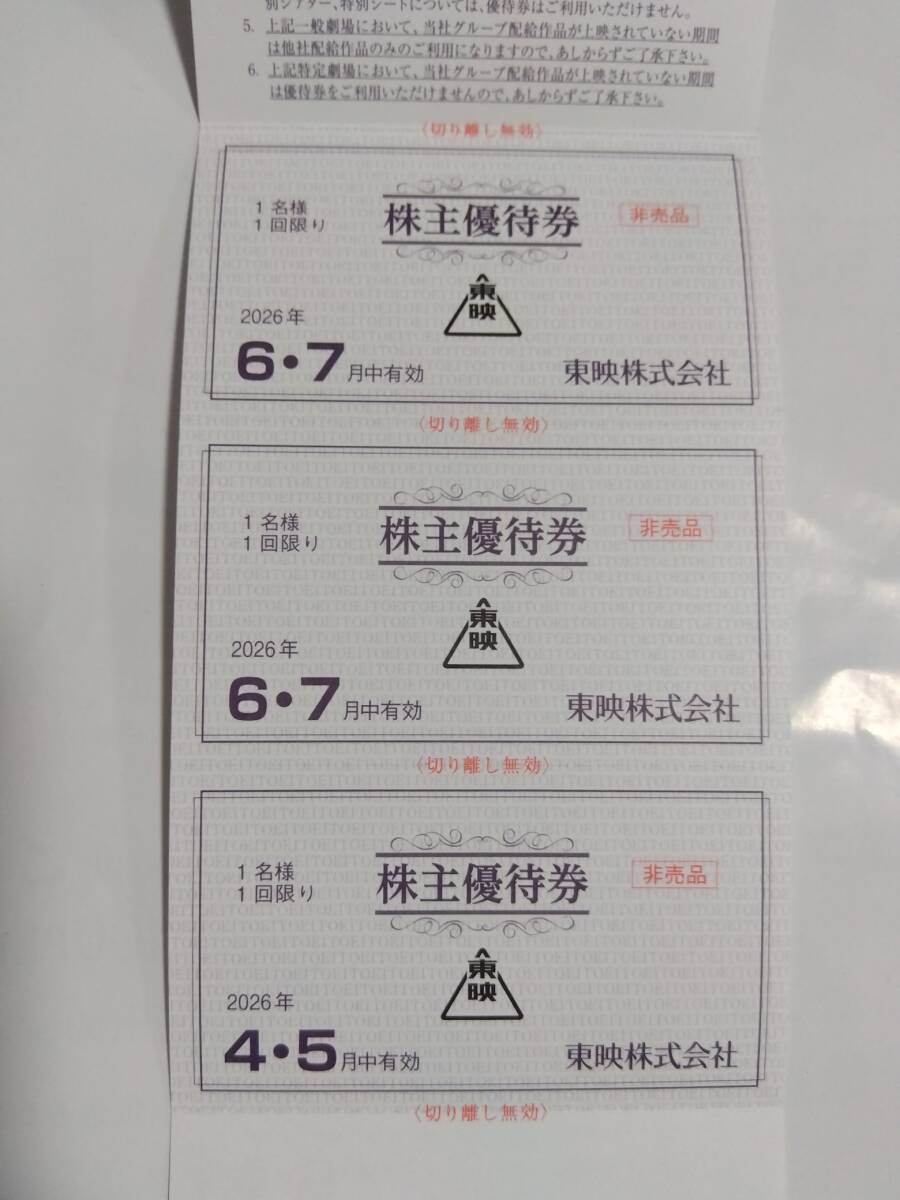 別シアター、特別シートについては、優待券はご利用いただけません。
5. 上記一般劇場において、当社グループ配給作品が上映されていない期間
は他社配給作品のみのご利用になりますので、あしからずご了承下さい。
6. 上記特定劇場において、当社グループ配給作品が上映されていない期間
は優待券をご利用いただけませんので、あしからずご了承下さい。
〈切り離し無効〉
1名様
1回限り
株主優待券
非売品
東映
2026年
6・7月中有効
東映株式会社
〈切り離し無効〉
1名様
1回限り
株主優待券
非売品
東映
2026年
6・7月中有効
東映株式会社
〈切り離し無効〉
1名様
1回限り
株主優待券
非売品
東映
2026年
4・5月中有効
東映株式会社
〈切り離し無効〉